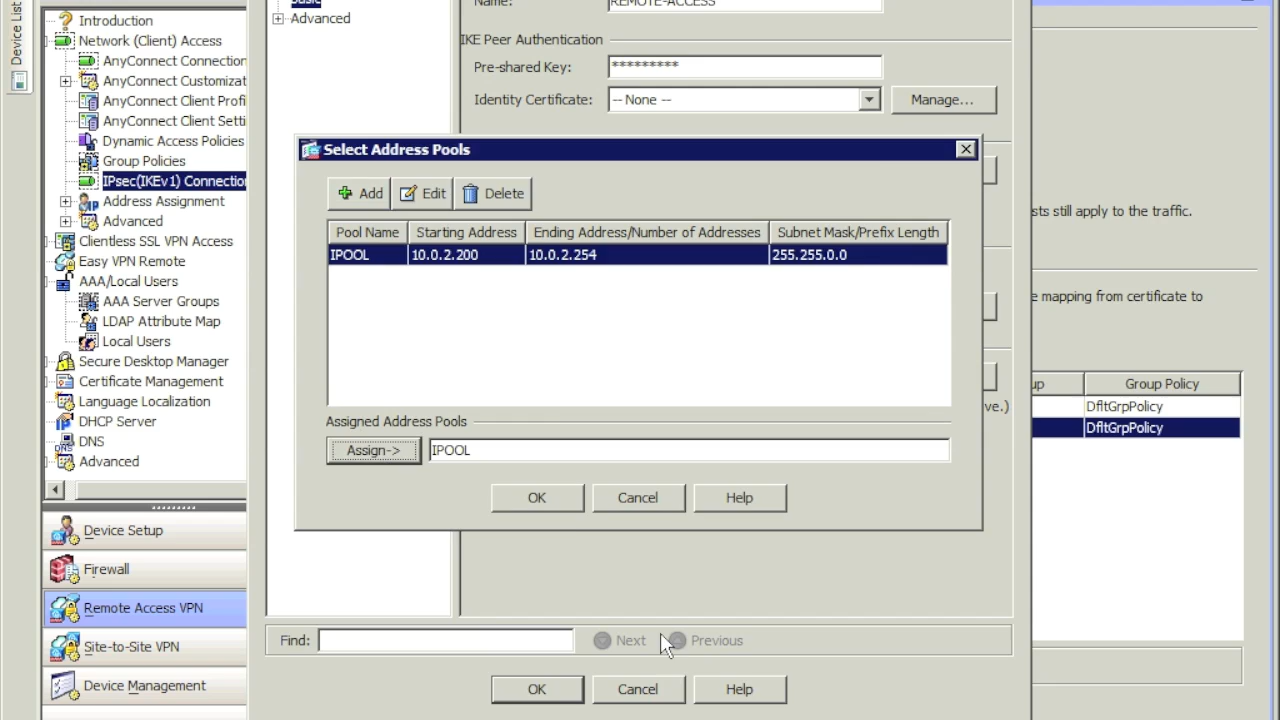 Device List
Introduction
Network (Client) Access
AnyConnect Connection
AnyConnect Customizat
AnyConnect Client Profi
AnyConnect Client Setti
Dynamic Access Policies
Group Policies
IPsec(IKEv1) Connection
Address Assignment
Advanced
Clientless SSL VPN Access
Easy VPN Remote
AAA/Local Users
AAA Server Groups
LDAP Attribute Map
Local Users
Secure Desktop Manager
Certificate Management
Language Localization
DHCP Server
DNS
Advanced
Device Setup
Firewall
Remote Access VPN
Site-to-Site VPN
Device Management
Basic
Advanced
Name: REMOTE-ACCESS
IKE Peer Authentication
Pre-shared Key: *********
Identity Certificate: -- None -- Manage...
Select Address Pools
Add Edit Delete
Pool Name Starting Address Ending Address/Number of Addresses Subnet Mask/Prefix Length
IPOOL 10.0.2.200 10.0.2.254 255.255.0.0
Assigned Address Pools
Assign-> IPOOL
OK Cancel Help
ve.)
Find: Next Previous
OK Cancel Help
sts still apply to the traffic.
e mapping from certificate to
up Group Policy
DfltGrpPolicy
DfltGrpPolicy